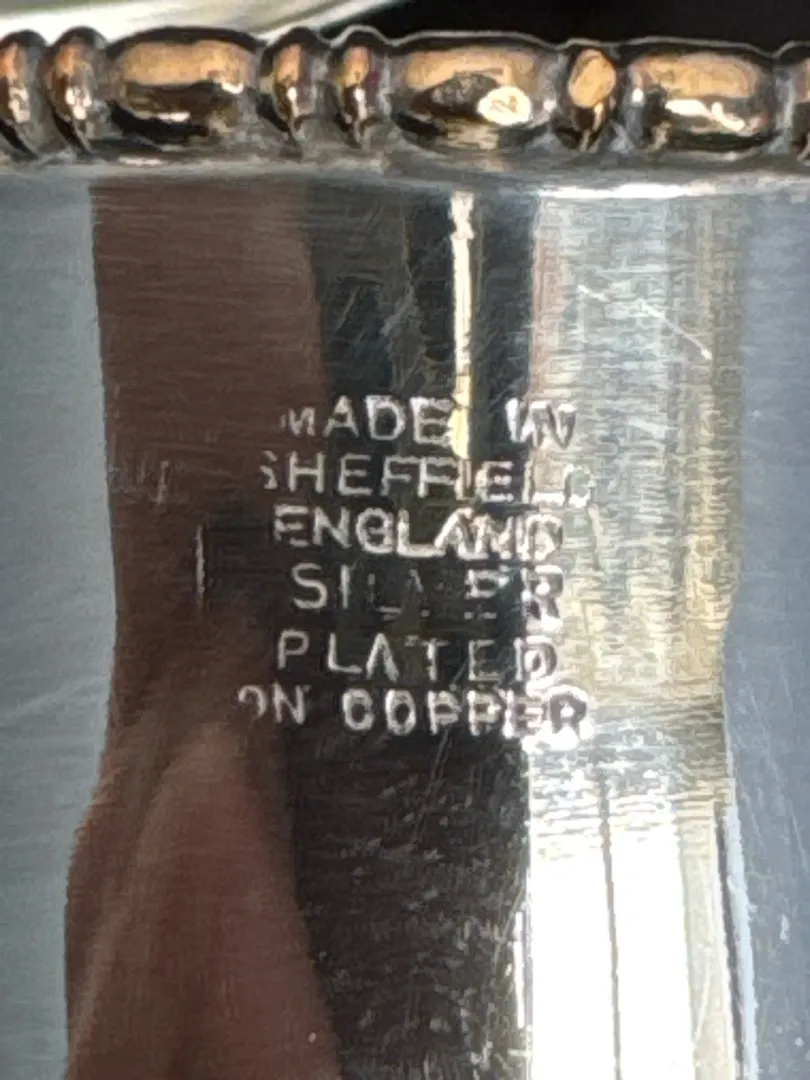 MADE IN
SHEFFIELD
ENGLAND
SILVER
PLATED
ON COPPER